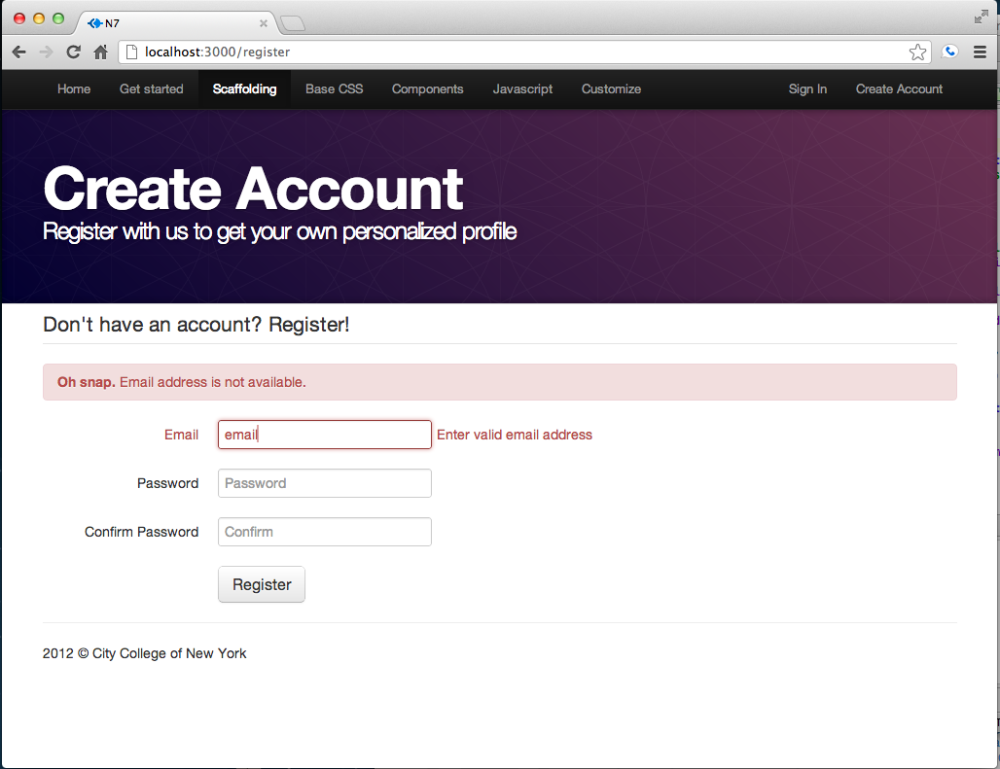 N7
localhost:3000/register
Home Get started Scaffolding Base CSS Components Javascript Customize Sign In Create Account
Create Account
Register with us to get your own personalized profile
Don't have an account? Register!
Oh snap. Email address is not available.
Email email Enter valid email address
Password Password
Confirm Password Confirm
Register
2012 © City College of New York